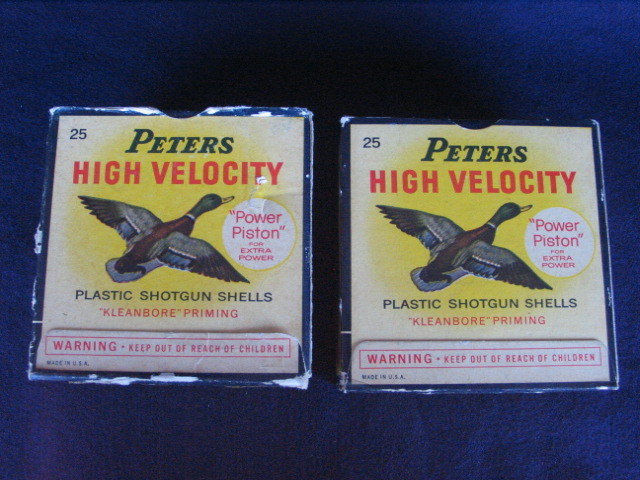 25
PETERS
HIGH VELOCITY
"Power
Piston"
FOR
EXTRA
POWER
PLASTIC SHOTGUN SHELLS
"KLEANBORE" PRIMING
WARNING • KEEP OUT OF REACH OF CHILDREN
MADE IN U.S.A.
25
PETERS
HIGH VELOCITY
"Power
Piston"
FOR
EXTRA
POWER
PLASTIC SHOTGUN SHELLS
"KLEANBORE" PRIMING
WARNING • KEEP OUT OF REACH OF CHILDREN
MADE IN U.S.A.